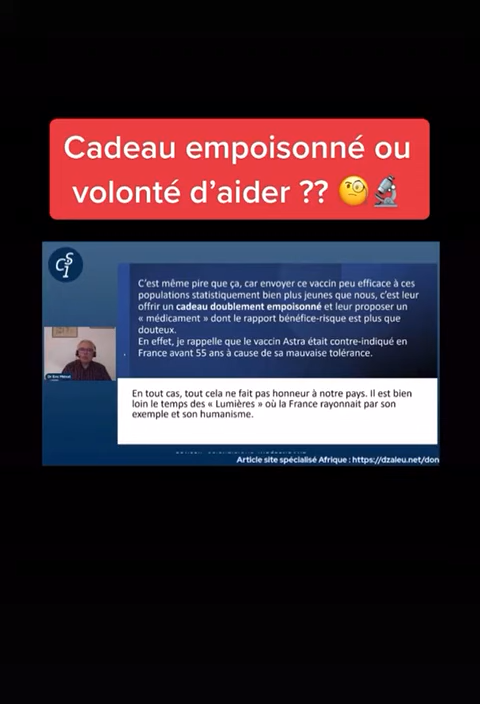 Cadeau empoisonné ou
volonté d'aider ?? 🧐🔬
CSI
C'est même pire que ça, car envoyer ce vaccin peu efficace à ces
populations statistiquement bien plus jeunes que nous, c'est leur
offrir un cadeau doublement empoisonné et leur proposer un
« médicament » dont le rapport bénéfice-risque est plus que
douteux.
En effet, je rappelle que le vaccin Astra était contre-indiqué en
France avant 55 ans à cause de sa mauvaise tolérance.
En tout cas, tout cela ne fait pas honneur à notre pays. Il est bien
loin le temps des « Lumières » où la France rayonnait par son
exemple et son humanisme.
Article site spécialisé Afrique : https://dzaleu.net/don